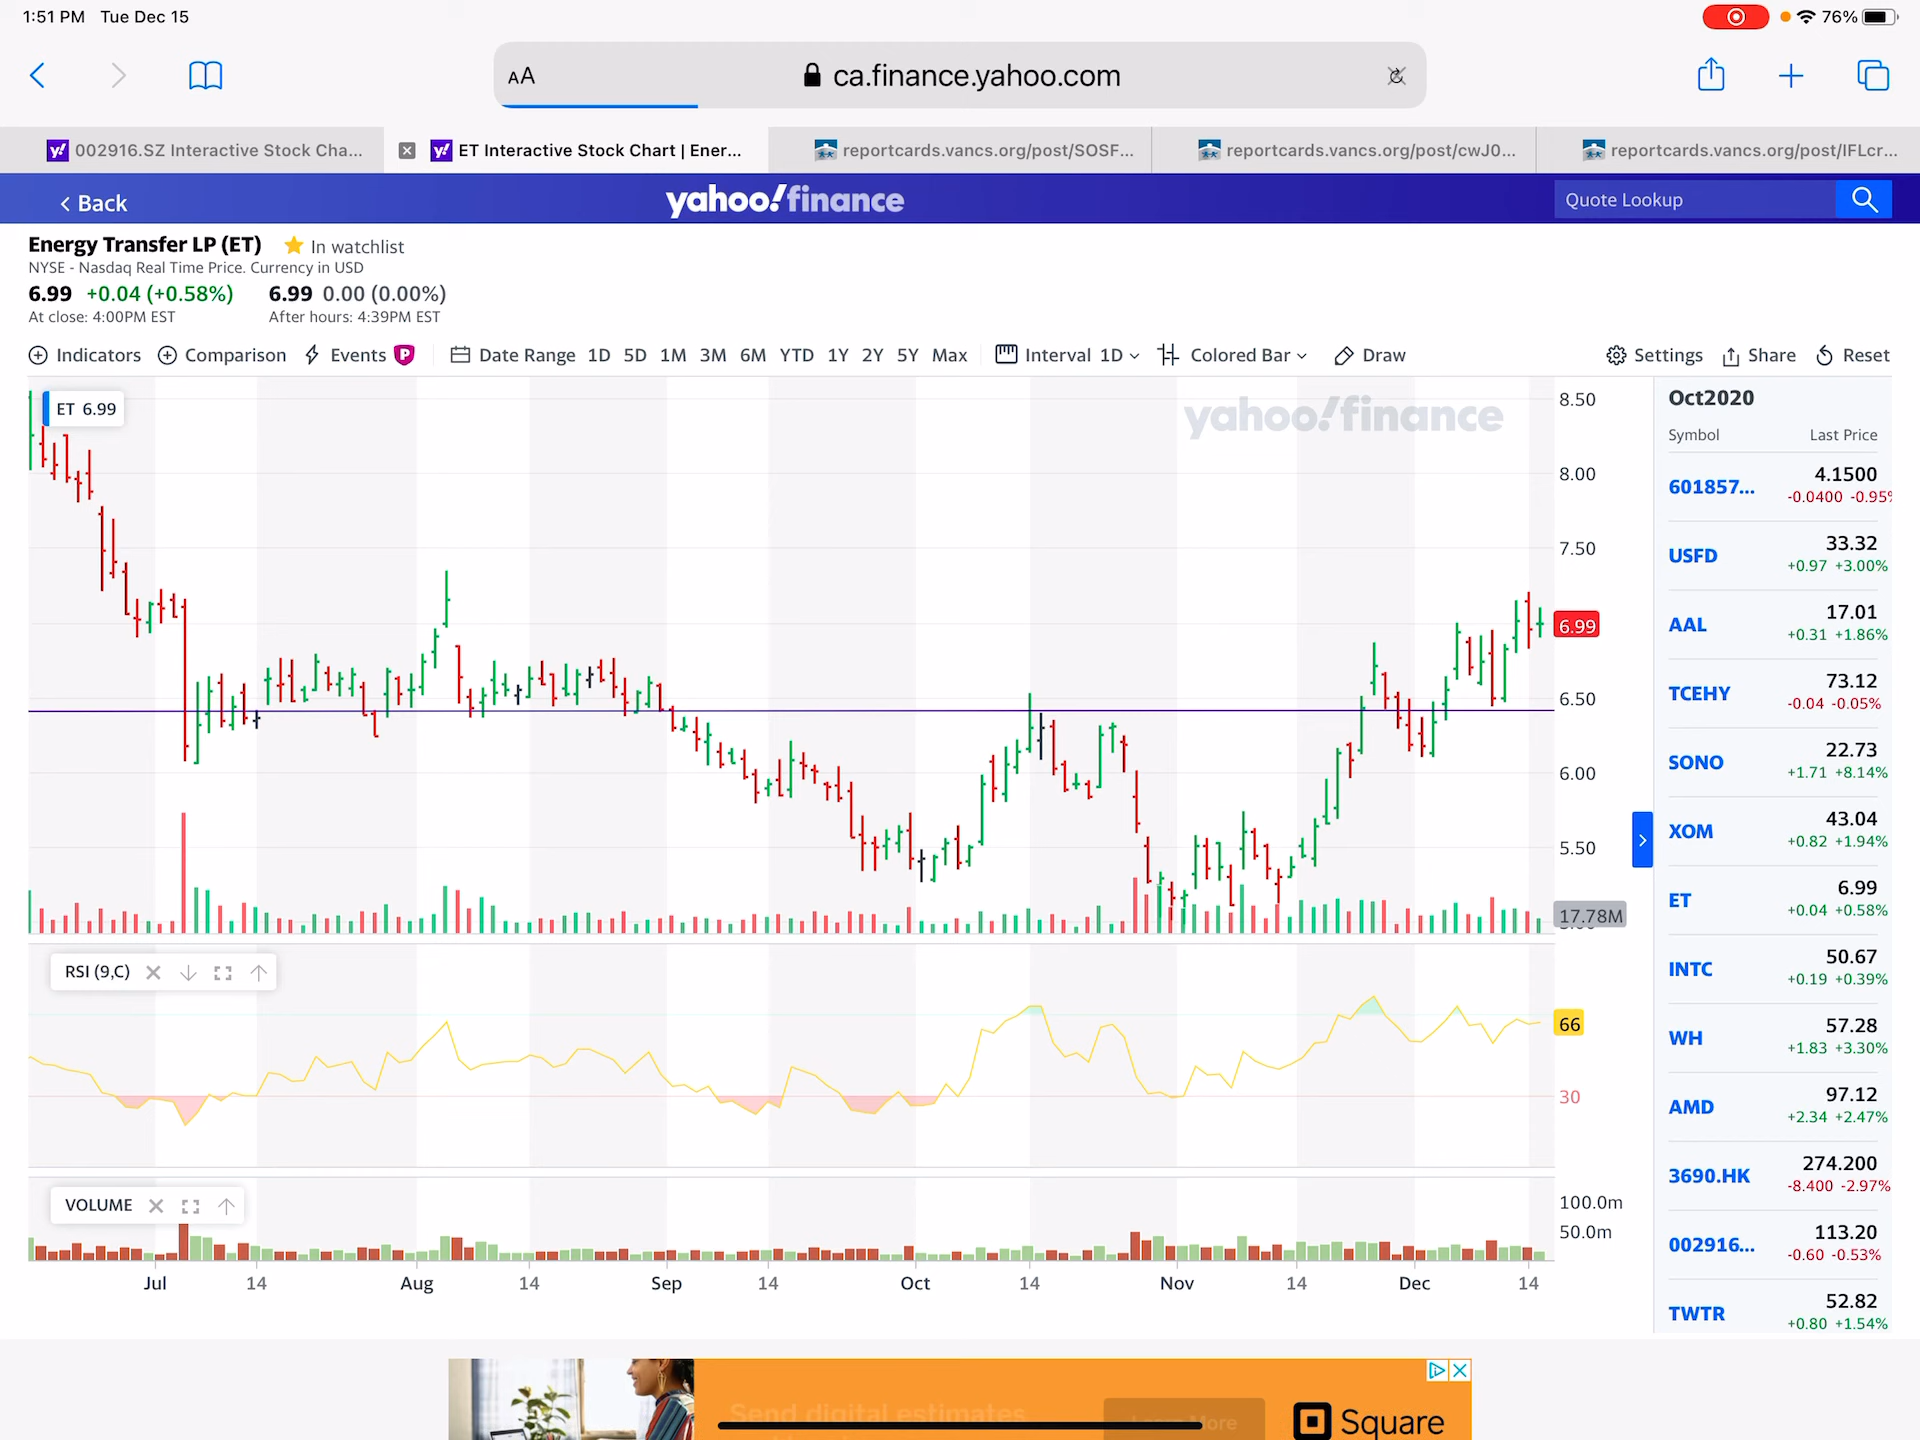 1:51 PM Tue Dec 15
76%
AA
ca.finance.yahoo.com
002916.SZ Interactive Stock Cha...
ET Interactive Stock Chart | Ener...
reportcards.vancs.org/post/SOSF...
reportcards.vancs.org/post/cwJ0...
reportcards.vancs.org/post/IFLcr...
< Back
yahoo!finance
Quote Lookup
Energy Transfer LP (ET)
In watchlist
NYSE - Nasdaq Real Time Price. Currency in USD
6.99 +0.04 (+0.58%)
6.99 0.00 (0.00%)
At close: 4:00PM EST
After hours: 4:39PM EST
Indicators
Comparison
Events P
Date Range 1D 5D 1M 3M 6M YTD 1Y 2Y 5Y Max
Interval 1D
Colored Bar
Draw
Settings
Share
Reset
ET 6.99
yahoo!finance
8.50
8.00
7.50
6.99
6.50
6.00
5.50
17.78M
RSI (9,C)
66
30
VOLUME
100.0m
50.0m
Jul 14 Aug 14 Sep 14 Oct 14 Nov 14 Dec 14
Oct2020
Symbol Last Price
601857... 4.1500
-0.0400 -0.95%
USFD 33.32
+0.97 +3.00%
AAL 17.01
+0.31 +1.86%
TCEHY 73.12
-0.04 -0.05%
SONO 22.73
+1.71 +8.14%
XOM 43.04
+0.82 +1.94%
ET 6.99
+0.04 +0.58%
INTC 50.67
+0.19 +0.39%
WH 57.28
+1.83 +3.30%
AMD 97.12
+2.34 +2.47%
3690.HK 274.200
-8.400 -2.97%
002916... 113.20
-0.60 -0.53%
TWTR 52.82
+0.80 +1.54%
Send digital estimates
Square